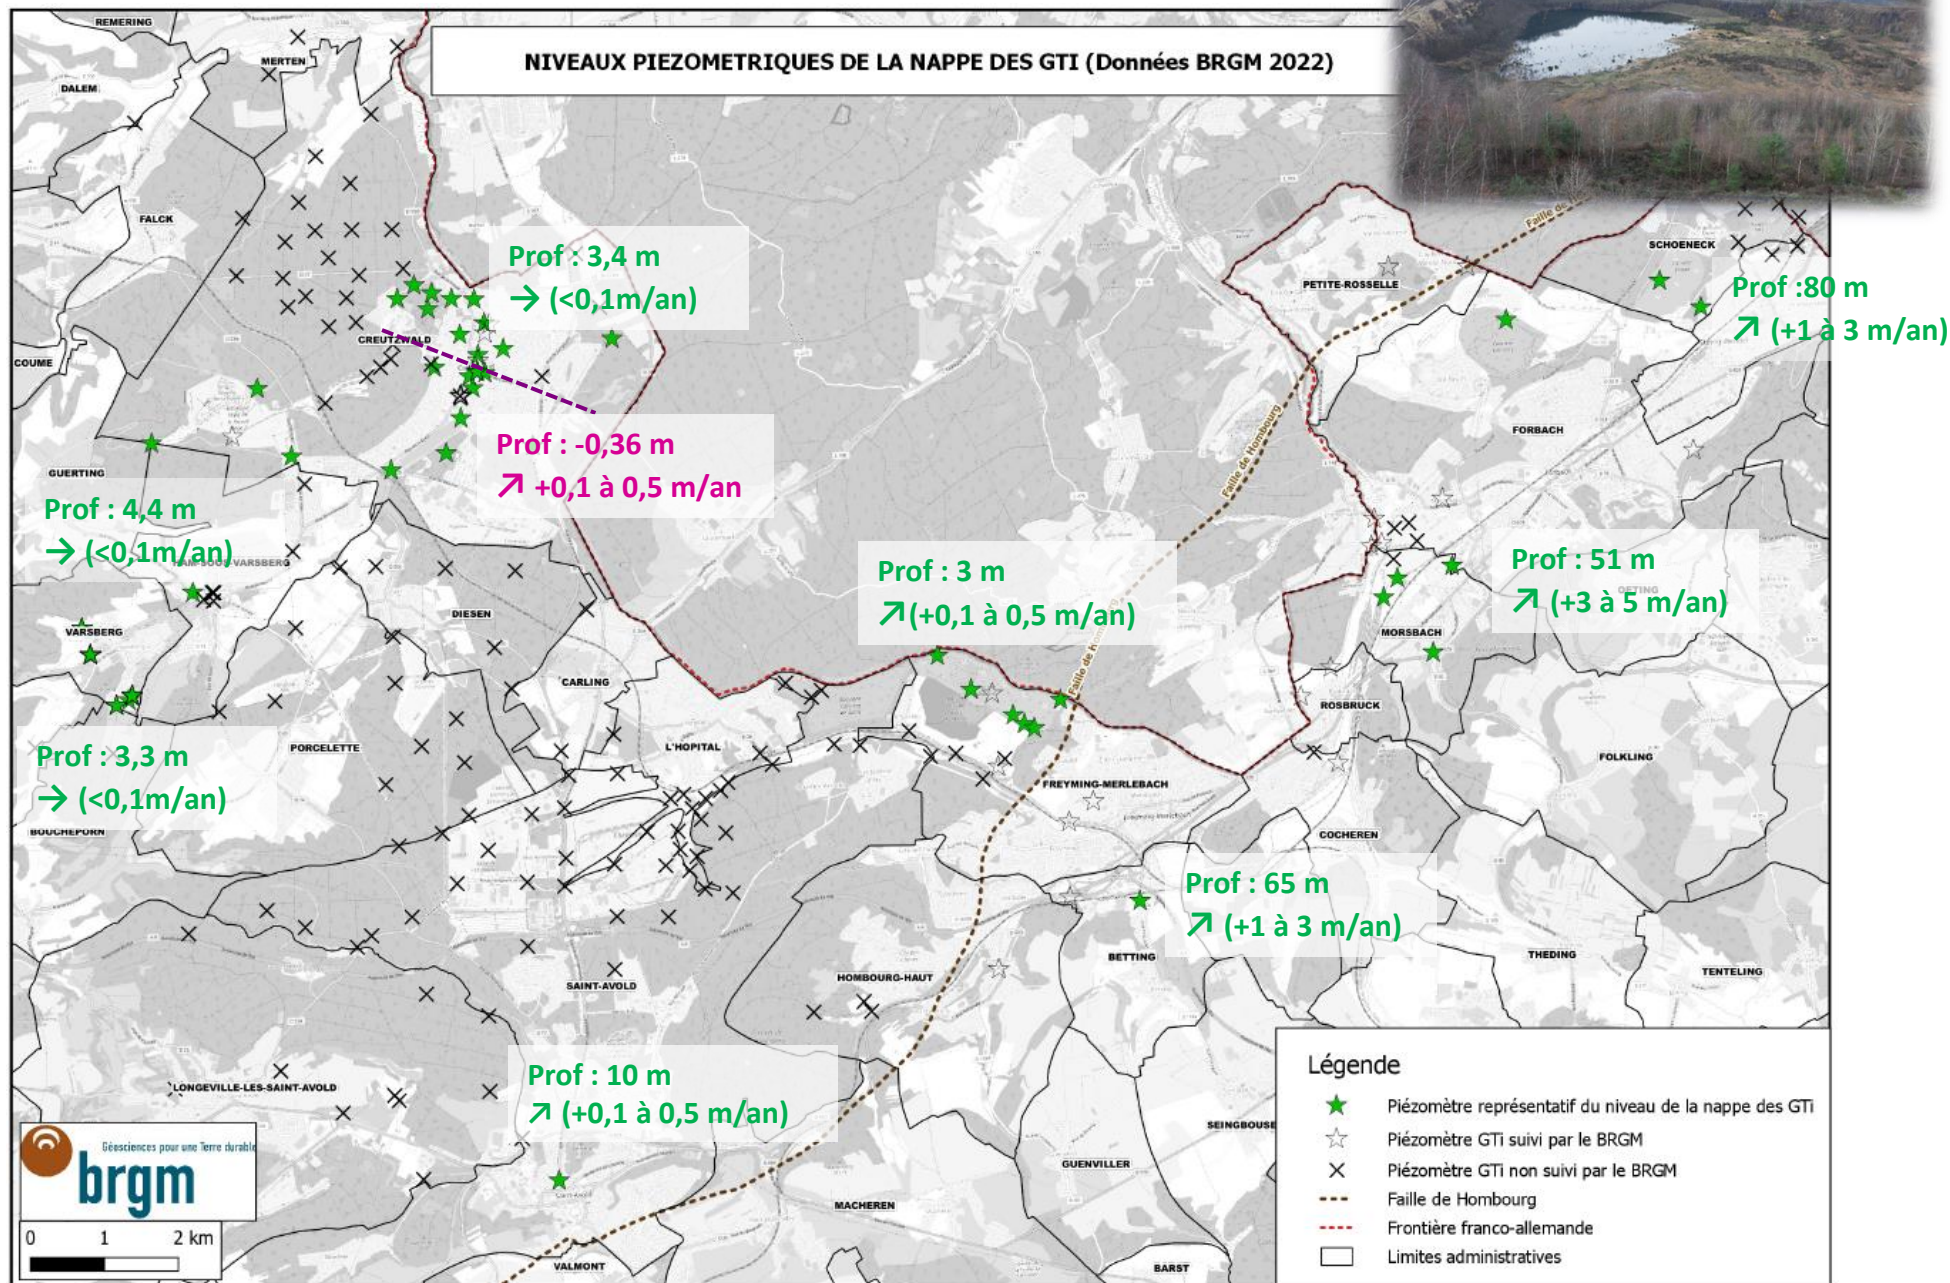 REMERING
NIVEAUX PIEZOMETRIQUES DE LA NAPPE DES GTI (Données BRGM 2022)
MERTEN
DALEM
FALCK
Faille de H
SCHOENECK
Prof : 3,4 m
→ (<0,1m/an)
PETITE-ROSSELLE
Prof :80 m
↗ (+1 à 3 m/an)
CREUTZWALD
COUME
Faille de Hombourg
FORBACH
Prof : -0,36 m
↗ +0,1 à 0,5 m/an
GUERTING
Prof : 4,4 m
→ (<0,1m/an)
HAM-SOUS-VARSBERG
Prof : 3 m
↗(+0,1 à 0,5 m/an)
Prof : 51 m
↗ (+3 à 5 m/an)
OETING
DIESEN
VARSBERG
MORSBACH
Faille de Hombourg
CARLING
ROSBRUCK
PORCELETTE
L'HOPITAL
Prof : 3,3 m
→ (<0,1m/an)
FOLKLING
FREYMING-MERLEBACH
BOUCHEPORN
COCHEREN
Prof : 65 m
↗ (+1 à 3 m/an)
BETTING
THEDING
TENTELING
HOMBOURG-HAUT
SAINT-AVOLD
Prof : 10 m
↗ (+0,1 à 0,5 m/an)
LONGEVILLE-LES-SAINT-AVOLD
SEINGBOUSE
GUENVILLER
MACHEREN
VALMONT
BARST
Géosciences pour une Terre durable
brgm
0 1 2 km
Légende
Piézomètre représentatif du niveau de la nappe des GTi
Piézomètre GTi suivi par le BRGM
Piézomètre GTi non suivi par le BRGM
Faille de Hombourg
Frontière franco-allemande
Limites administratives